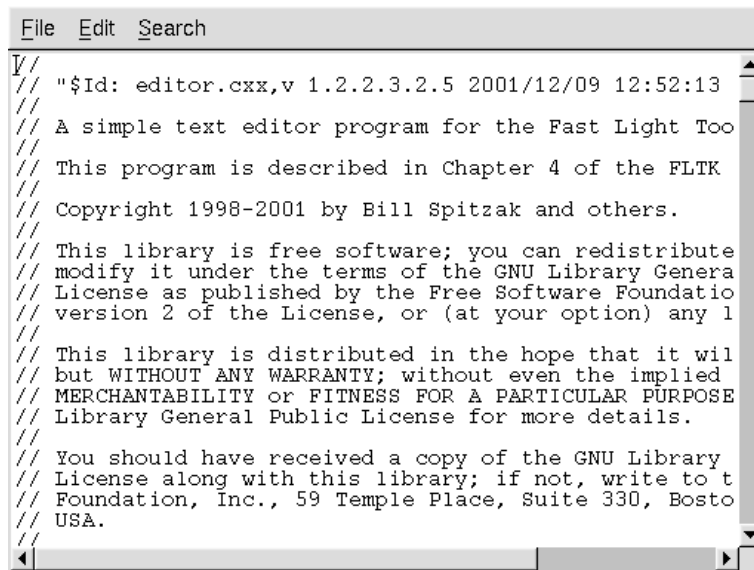 File Edit Search
//
// "$Id: editor.cxx,v 1.2.2.3.2.5 2001/12/09 12:52:13
//
// A simple text editor program for the Fast Light Too
//
// This program is described in Chapter 4 of the FLTK
//
// Copyright 1998-2001 by Bill Spitzak and others.
//
// This library is free software; you can redistribute
// modify it under the terms of the GNU Library Genera
// License as published by the Free Software Foundatio
// version 2 of the License, or (at your option) any l
//
// This library is distributed in the hope that it wil
// but WITHOUT ANY WARRANTY; without even the implied
// MERCHANTABILITY or FITNESS FOR A PARTICULAR PURPOSE
// Library General Public License for more details.
//
// You should have received a copy of the GNU Library
// License along with this library; if not, write to t
// Foundation, Inc., 59 Temple Place, Suite 330, Bosto
// USA.
//